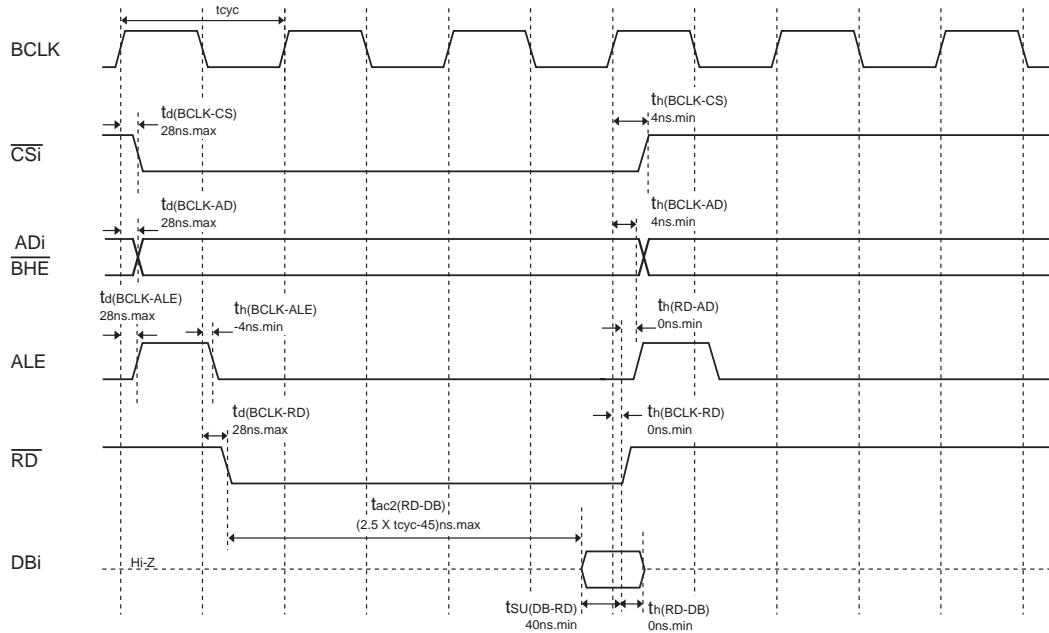 tcyc
BCLK
td(BCLK-CS)
28ns.max
th(BCLK-CS)
4ns.min
CSi
td(BCLK-AD)
28ns.max
th(BCLK-AD)
4ns.min
ADi
BHE
td(BCLK-ALE)
28ns.max
th(BCLK-ALE)
-4ns.min
th(RD-AD)
0ns.min
ALE
td(BCLK-RD)
28ns.max
th(BCLK-RD)
0ns.min
RD
tac2(RD-DB)
(2.5 X tcyc-45)ns.max
DBi
Hi-Z
tSU(DB-RD)
40ns.min
th(RD-DB)
0ns.min